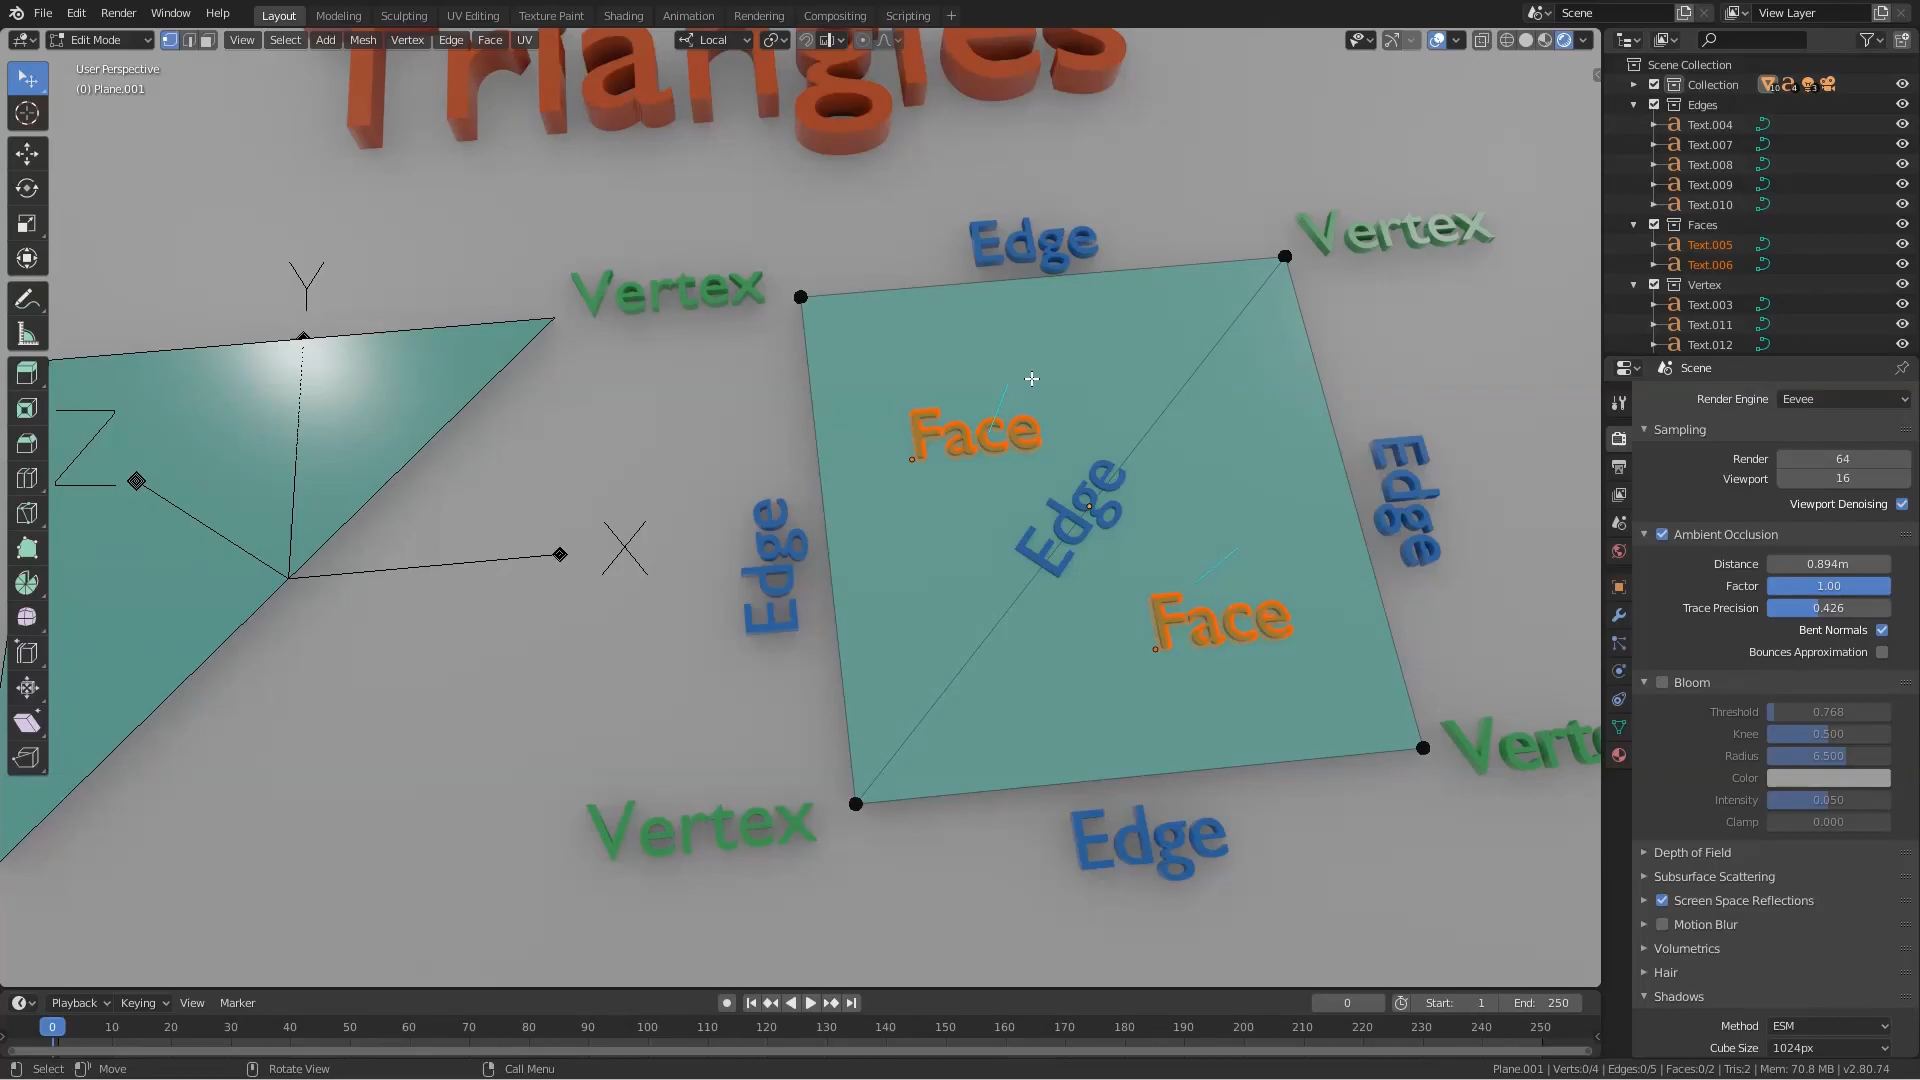 File Edit Render Window Help
Layout Modeling Sculpting UV Editing Texture Paint Shading Animation Rendering Compositing Scripting +
Scene
View Layer
Edit Mode
View Select Add Mesh Vertex Edge Face UV
Local
User Perspective
(0) Plane.001
Triangles
Edge
Vertex
Vertex
Y
Z
X
Face
Edge
Edge
Edge
Face
Vertex
Edge
Verte
Scene Collection
Collection
10 4 3
Edges
Text.004
Text.007
Text.008
Text.009
Text.010
Faces
Text.005
Text.006
Vertex
Text.003
Text.011
Text.012
Scene
Render Engine Eevee
Sampling
Render 64
Viewport 16
Viewport Denoising
Ambient Occlusion
Distance 0.894m
Factor 1.00
Trace Precision 0.426
Bent Normals
Bounces Approximation
Bloom
Threshold 0.768
Knee 0.500
Radius 6.500
Color
Intensity 0.050
Clamp 0.000
Depth of Field
Subsurface Scattering
Screen Space Reflections
Motion Blur
Volumetrics
Hair
Shadows
Method ESM
Cube Size 1024px
Playback Keying View Marker
0 Start: 1 End: 250
0 10 20 30 40 50 60 70 80 90 100 110 120 130 140 150 160 170 180 190 200 210 220 230 240 250
Select Move Rotate View Call Menu
Plane.001 | Verts:0/4 | Edges:0/5 | Faces:0/2 | Tris:2 | Mem: 70.8 MB | v2.80.74